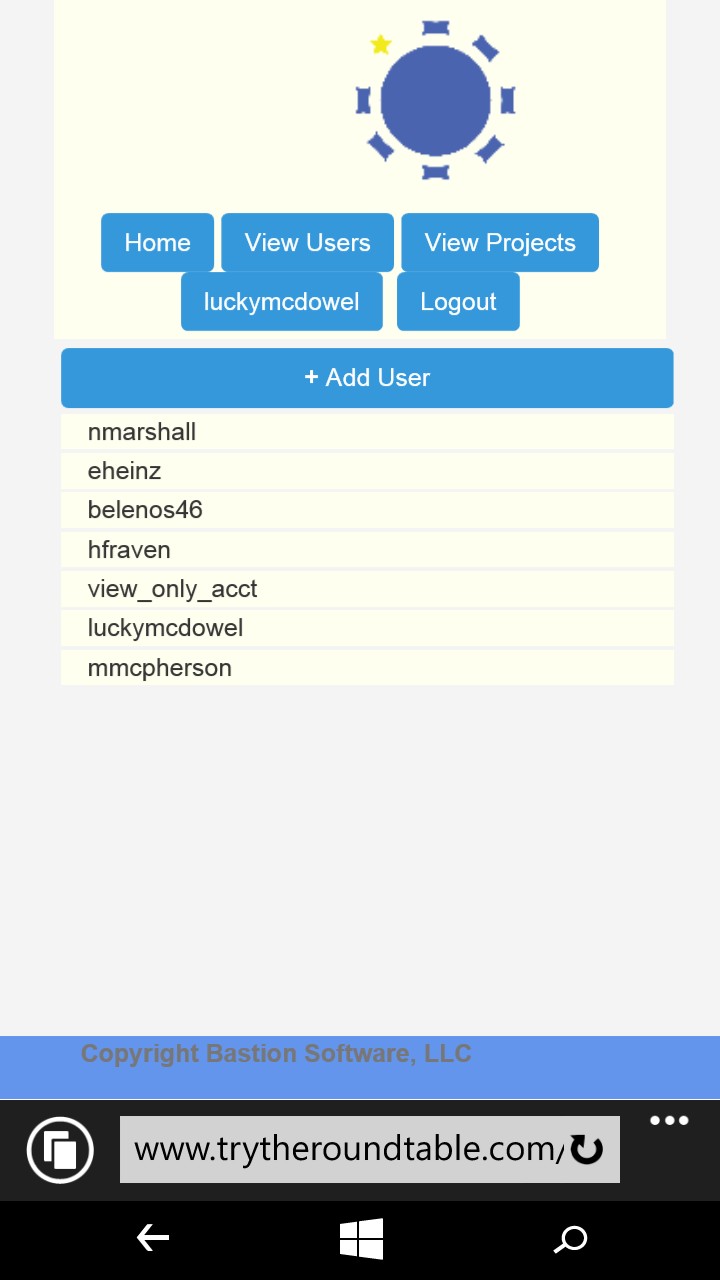 Home View Users View Projects
luckymcdowel Logout
+ Add User
nmarshall
eheinz
belenos46
hfraven
view_only_acct
luckymcdowel
mmcpherson
Copyright Bastion Software, LLC
www.trytheroundtable.com/